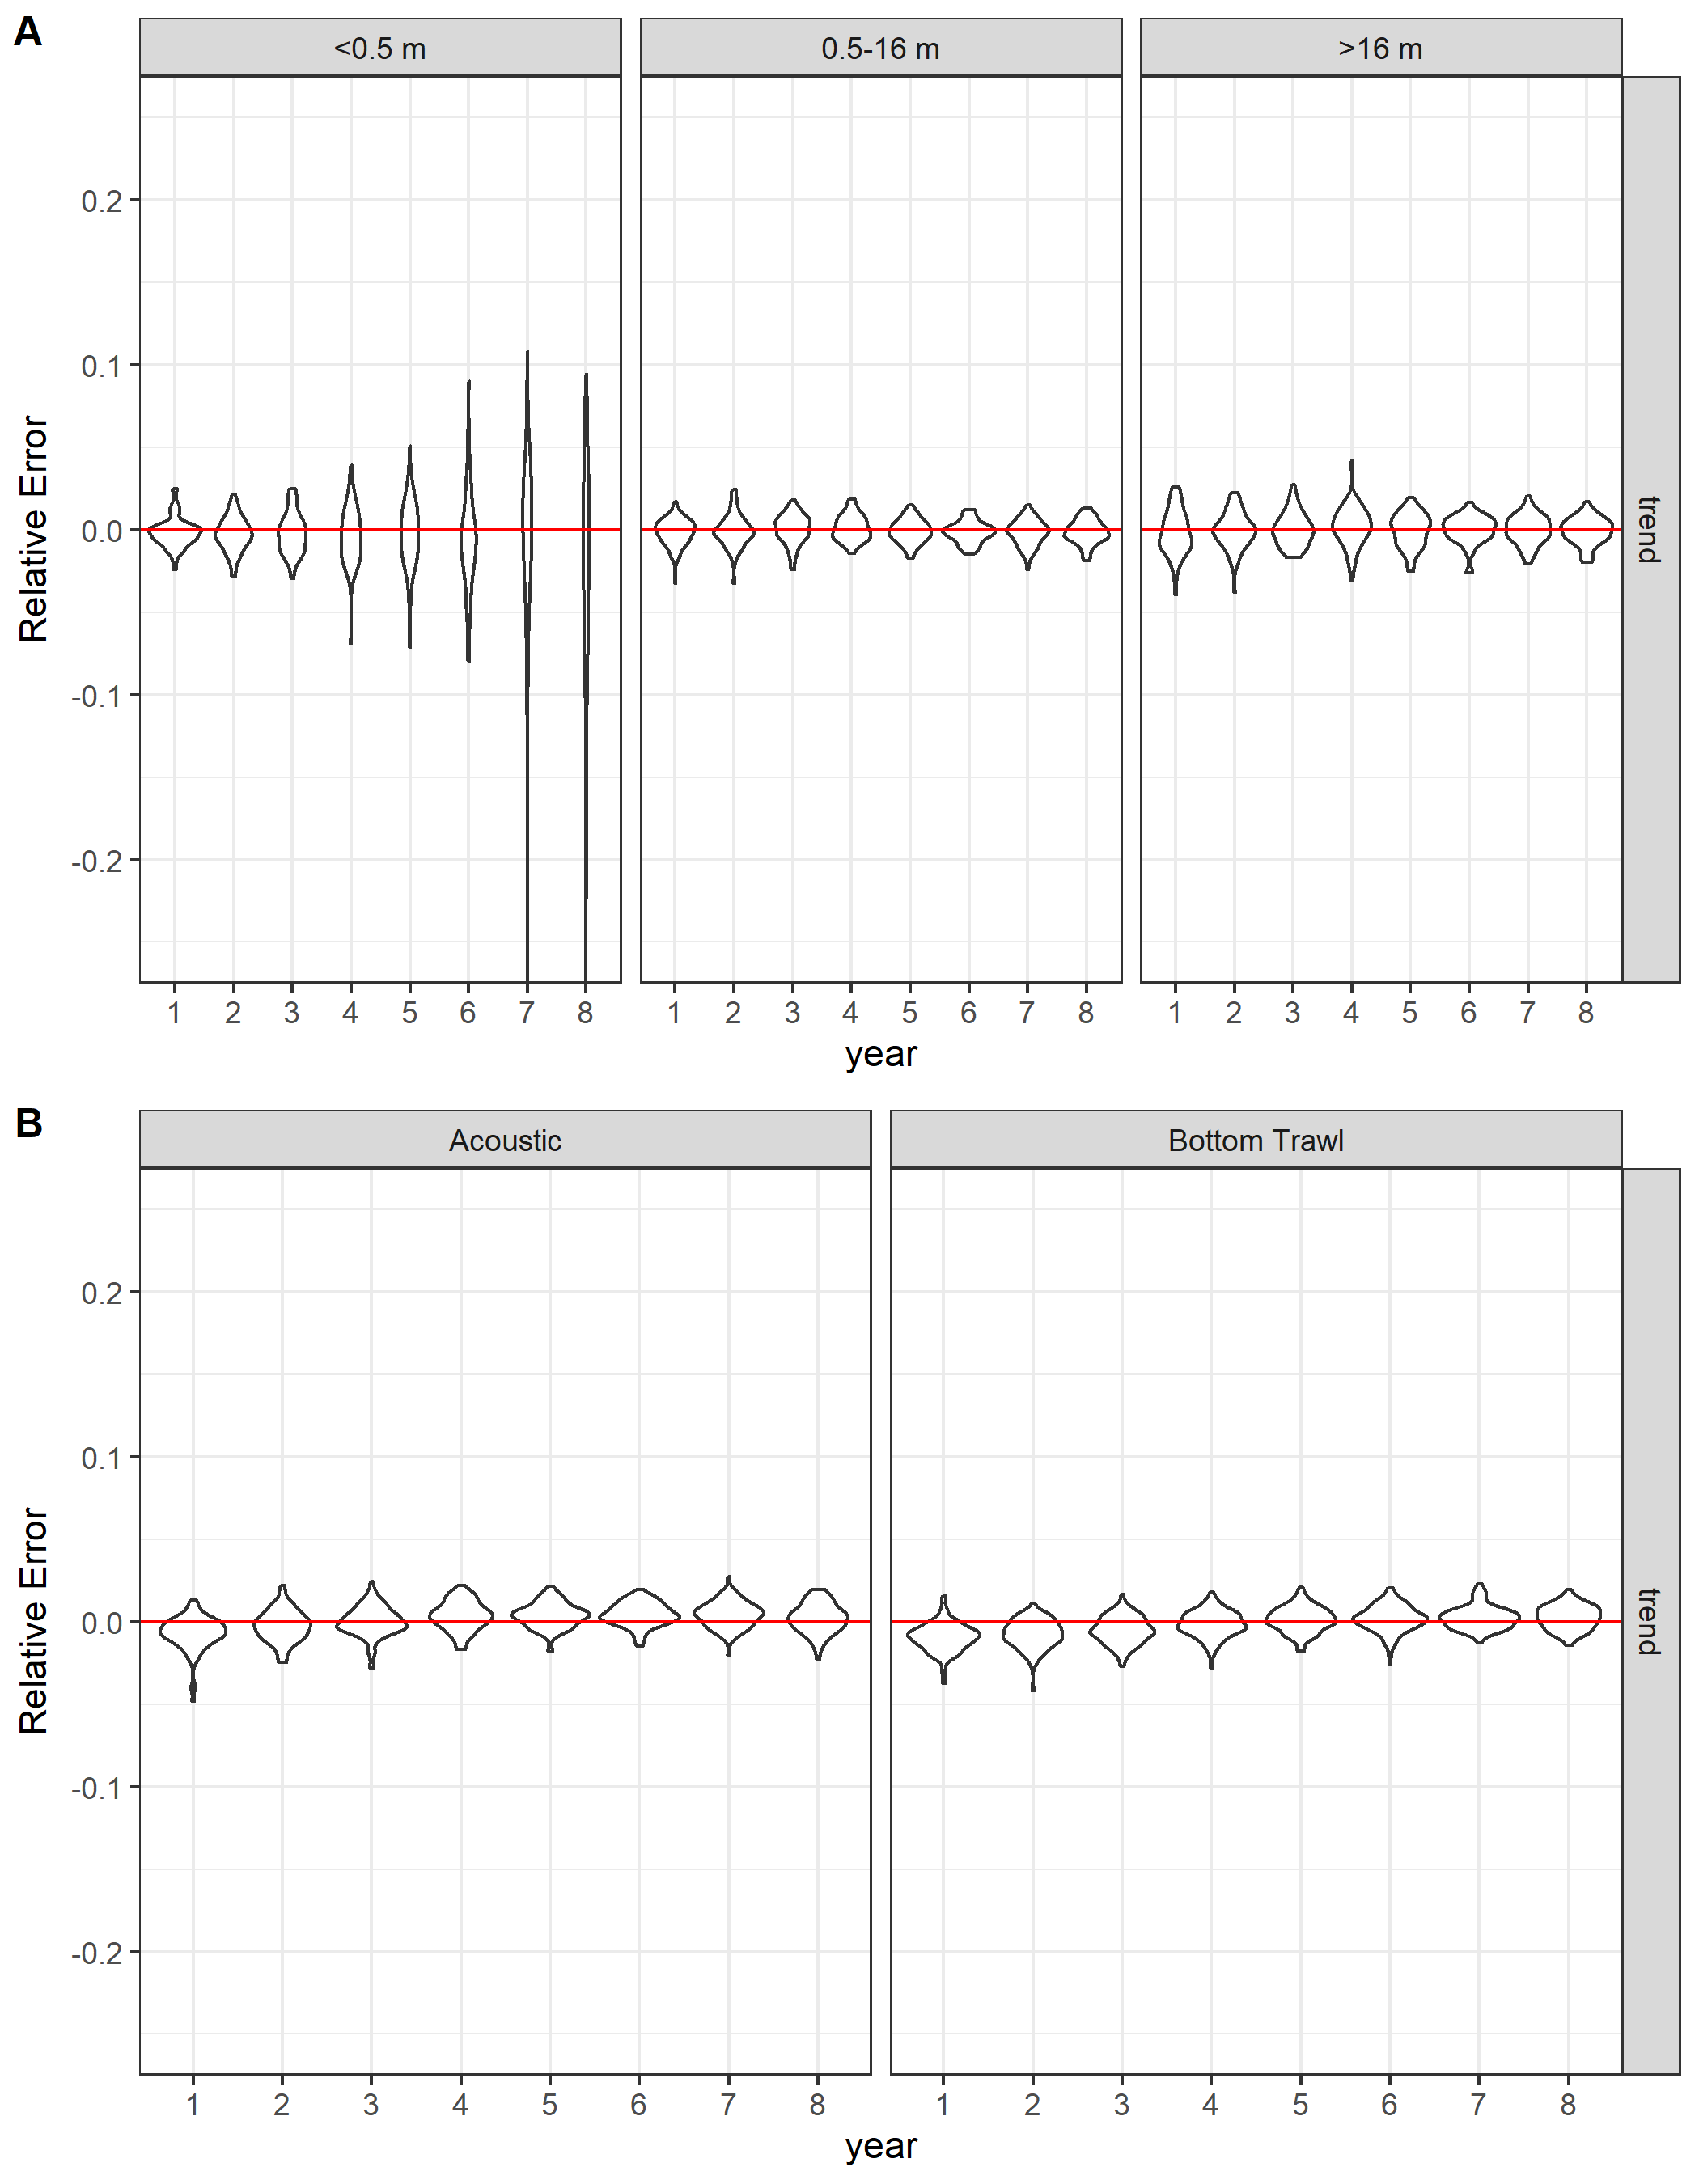 A
<0.5 m 0.5-16 m >16 m
0.2
0.1
0.0
-0.1
-0.2
Relative Error
trend
1 2 3 4 5 6 7 8 1 2 3 4 5 6 7 8 1 2 3 4 5 6 7 8
year
B
Acoustic Bottom Trawl
0.2
0.1
0.0
-0.1
-0.2
Relative Error
trend
1 2 3 4 5 6 7 8 1 2 3 4 5 6 7 8
year